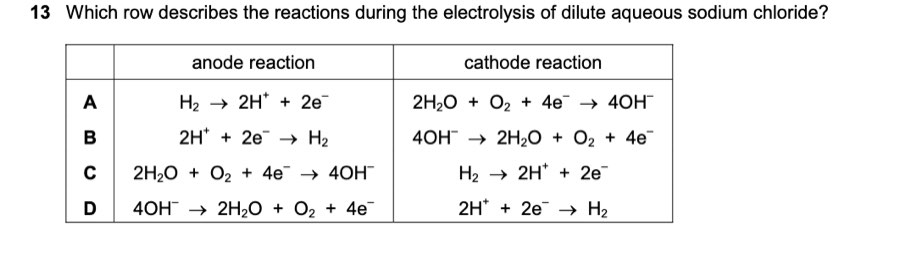 13 Which row describes the reactions during the electrolysis of dilute aqueous sodium chloride?
anode reaction cathode reaction
A H₂ → 2H⁺ + 2e⁻ 2H₂O + O₂ + 4e⁻ → 4OH⁻
B 2H⁺ + 2e⁻ → H₂ 4OH⁻ → 2H₂O + O₂ + 4e⁻
C 2H₂O + O₂ + 4e⁻ → 4OH⁻ H₂ → 2H⁺ + 2e⁻
D 4OH⁻ → 2H₂O + O₂ + 4e⁻ 2H⁺ + 2e⁻ → H₂